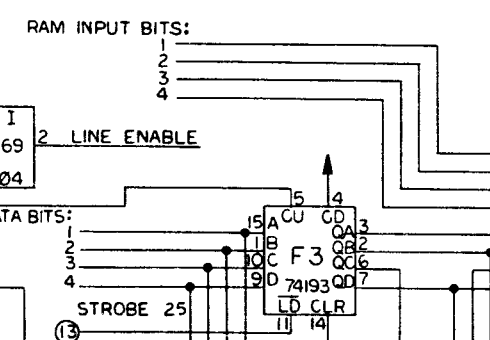 RAM INPUT BITS:
1
2
3
4
I
69
04
2 LINE ENABLE
5 4
CU CD
ATA BITS:
1
2
3
4
15 A
1 B
10 C
9 D
F3
74193
QA 3
QB 2
QC 6
QD 7
LD CLR
11 14
STROBE 25
13